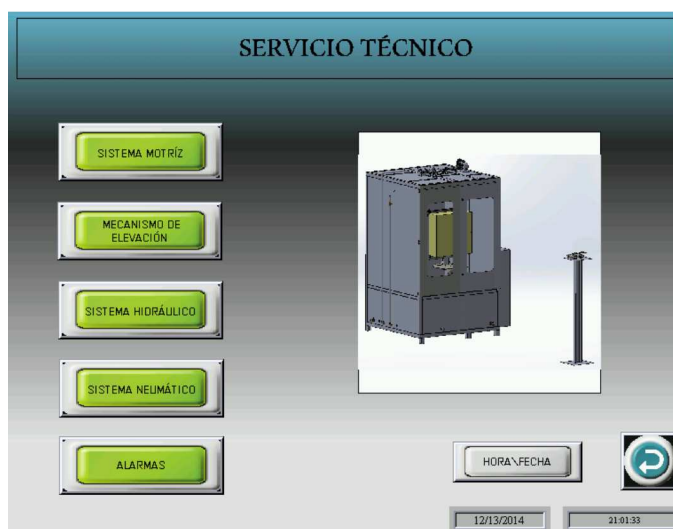 SERVICIO TÉCNICO
SISTEMA MOTRÍZ
MECANISMO DE
ELEVACIÓN
SISTEMA HIDRÁULICO
SISTEMA NEUMÁTICO
ALARMAS
HORA\FECHA
12/13/2014
21:01:33